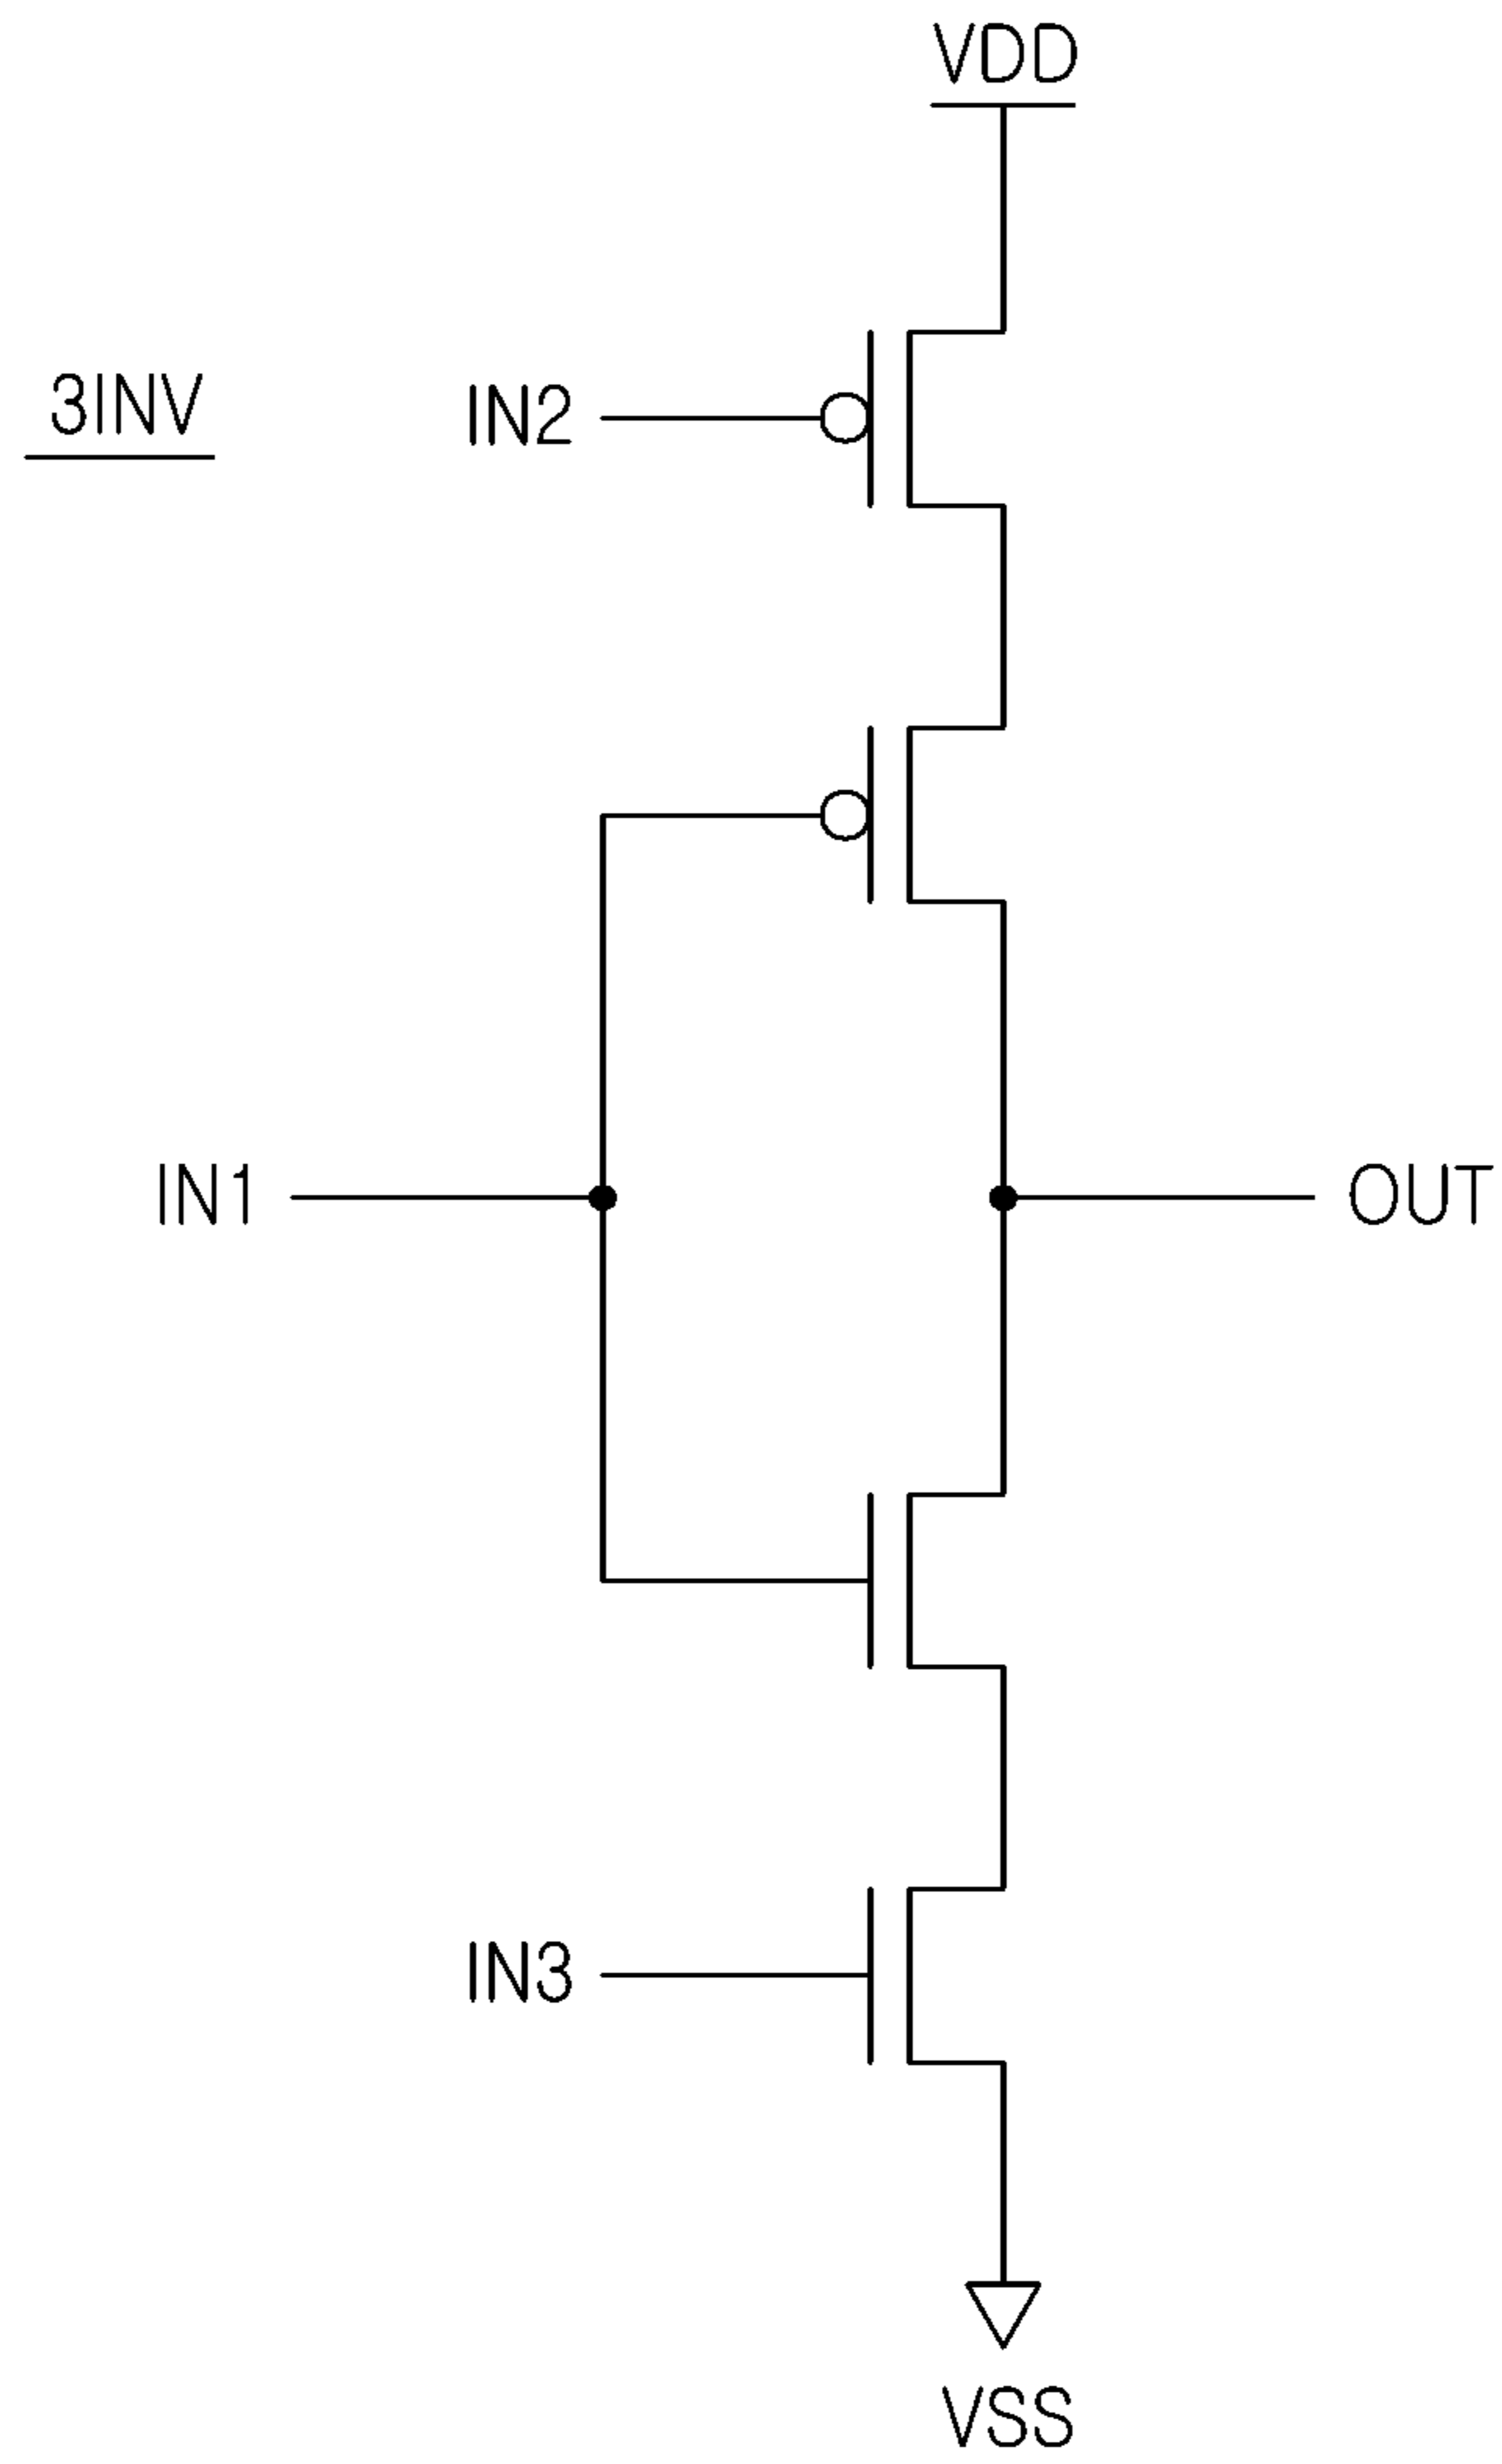 VDD
3INV
IN2
IN1
OUT
IN3
VSS